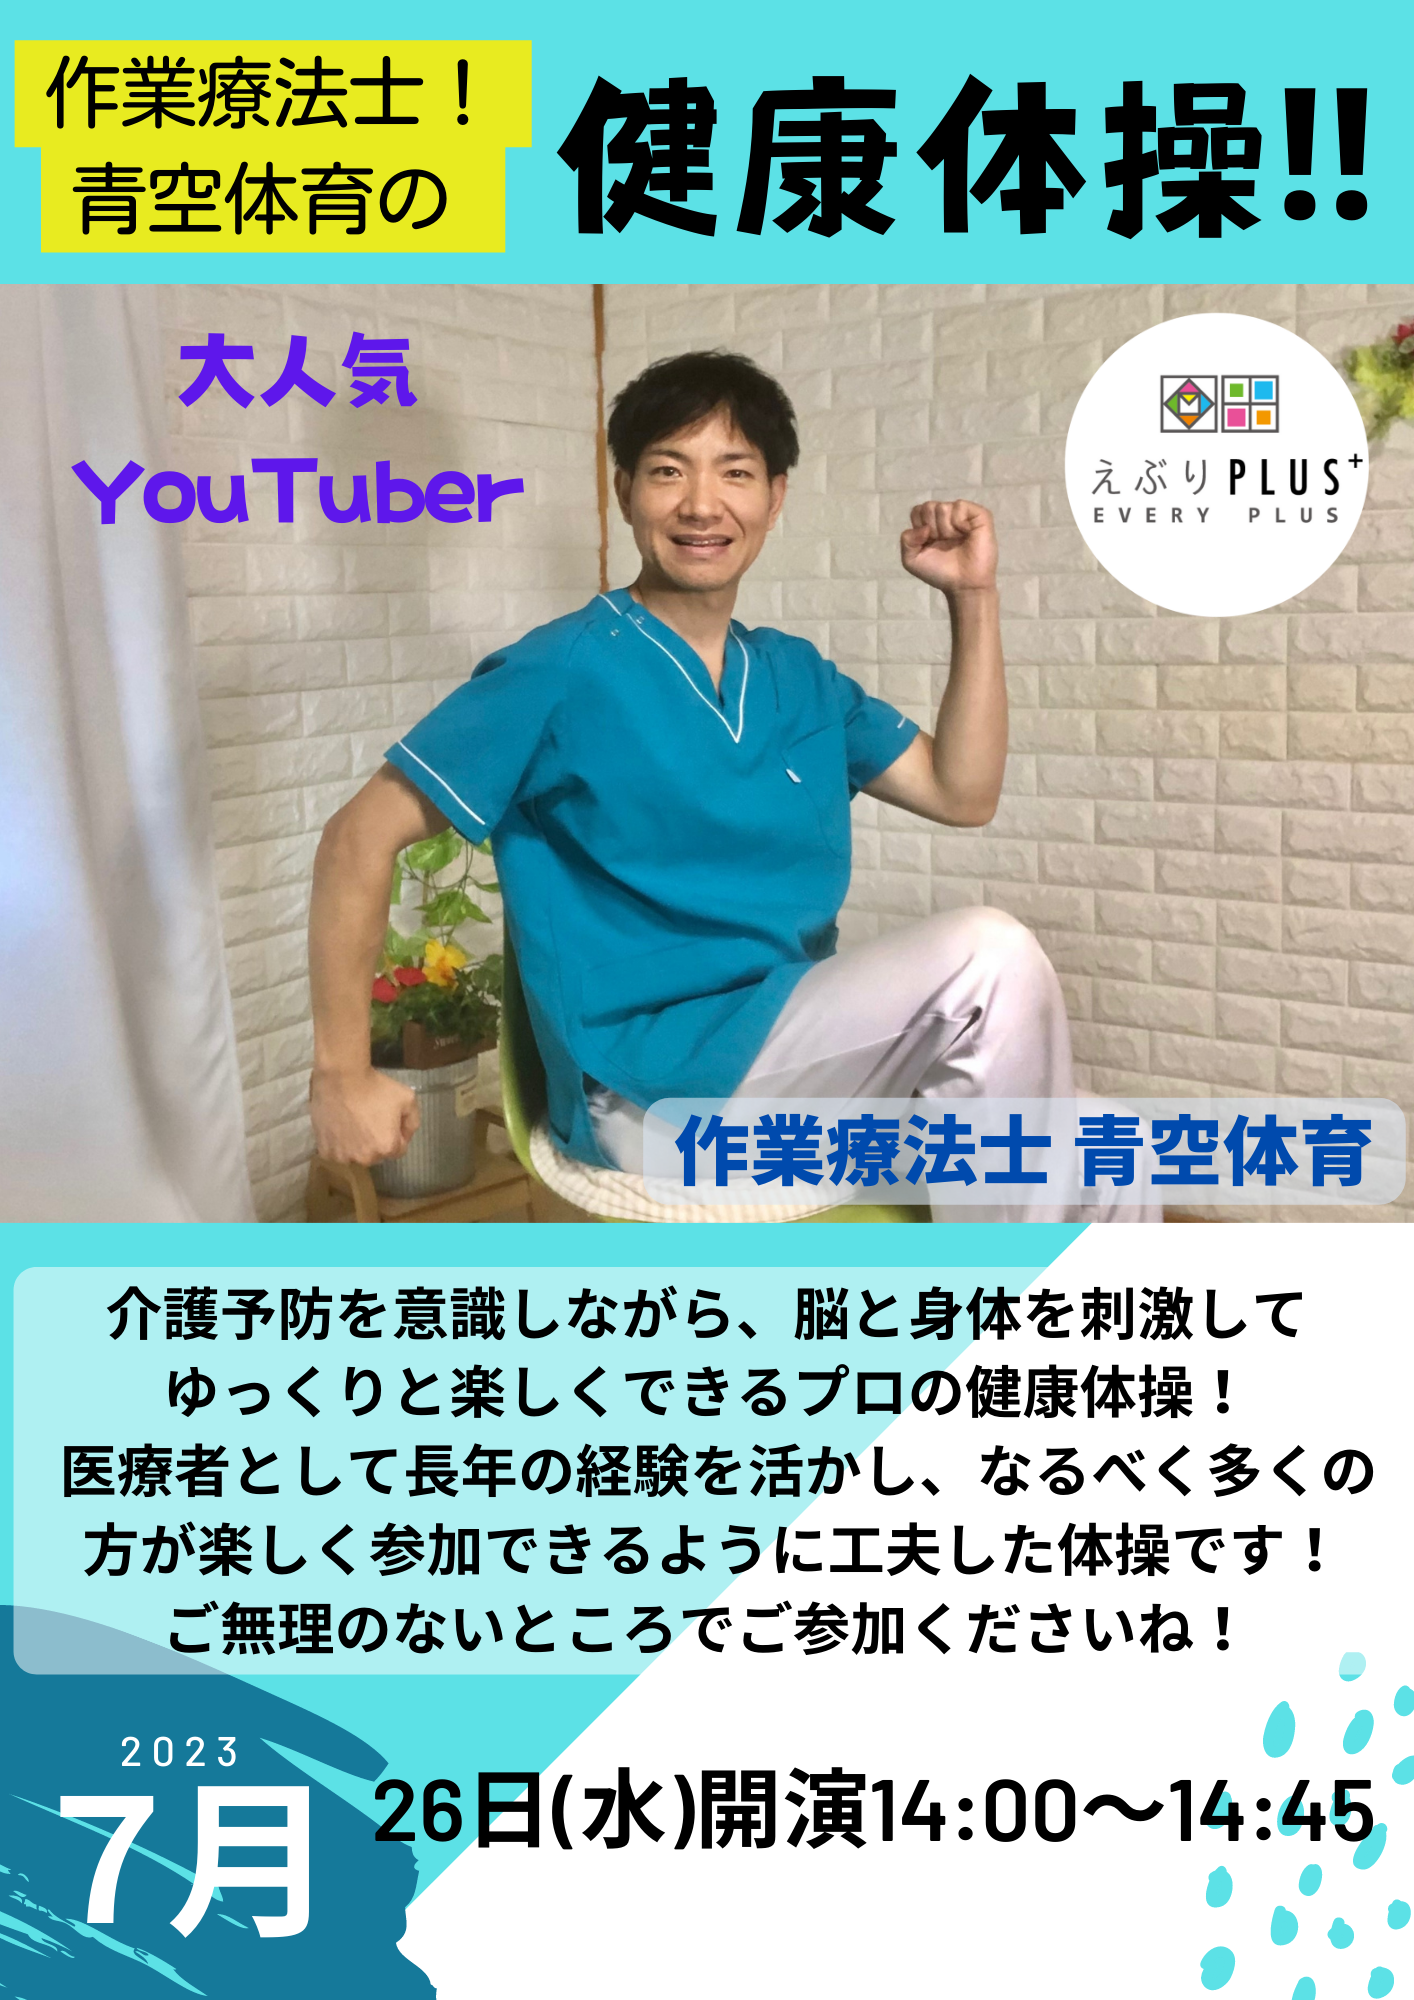 作業療法士！
青空体育の
健康体操!!
大人気
YouTuber
えぶりPLUS+
EVERY PLUS
作業療法士 青空体育
介護予防を意識しながら、脳と身体を刺激して
ゆっくりと楽しくできるプロの健康体操！
医療者として長年の経験を活かし、なるべく多くの
方が楽しく参加できるように工夫した体操です！
ご無理のないところでご参加くださいね！
2023
7月
26日(水)開演14:00〜14:45